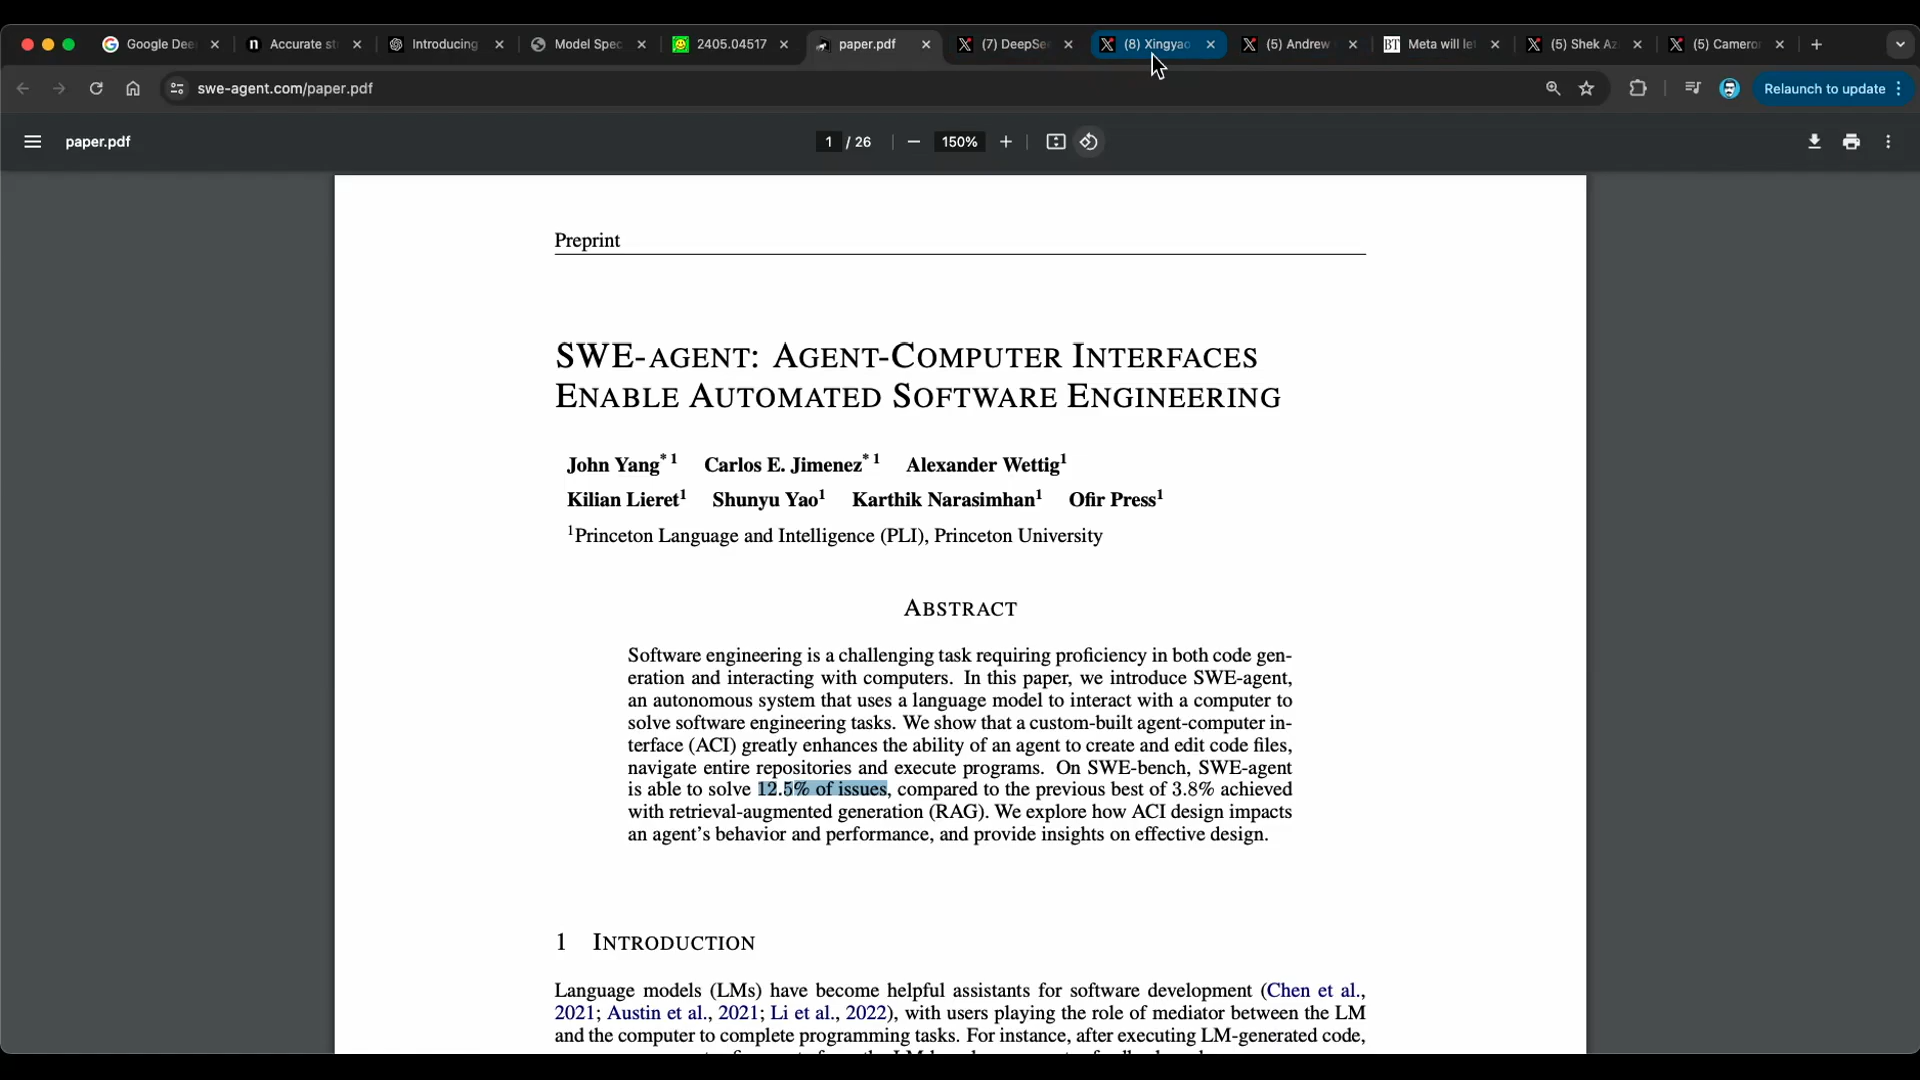 Google Dee
Accurate st
Introducing
Model Spec
2405.04517
paper.pdf
(7) DeepSe
(8) Xingyao
(5) Andrew
BT Meta will let
(5) Shek Az
(5) Camero
swe-agent.com/paper.pdf
Relaunch to update
paper.pdf
1 / 26
150%
Preprint
SWE-AGENT: AGENT-COMPUTER INTERFACES
ENABLE AUTOMATED SOFTWARE ENGINEERING
John Yang* 1 Carlos E. Jimenez* 1 Alexander Wettig1
Kilian Lieret1 Shunyu Yao1 Karthik Narasimhan1 Ofir Press1
1Princeton Language and Intelligence (PLI), Princeton University
ABSTRACT
Software engineering is a challenging task requiring proficiency in both code gen-
eration and interacting with computers. In this paper, we introduce SWE-agent,
an autonomous system that uses a language model to interact with a computer to
solve software engineering tasks. We show that a custom-built agent-computer in-
terface (ACI) greatly enhances the ability of an agent to create and edit code files,
navigate entire repositories and execute programs. On SWE-bench, SWE-agent
is able to solve 12.5% of issues, compared to the previous best of 3.8% achieved
with retrieval-augmented generation (RAG). We explore how ACI design impacts
an agent's behavior and performance, and provide insights on effective design.
1 INTRODUCTION
Language models (LMs) have become helpful assistants for software development (Chen et al.,
2021; Austin et al., 2021; Li et al., 2022), with users playing the role of mediator between the LM
and the computer to complete programming tasks. For instance, after executing LM-generated code,